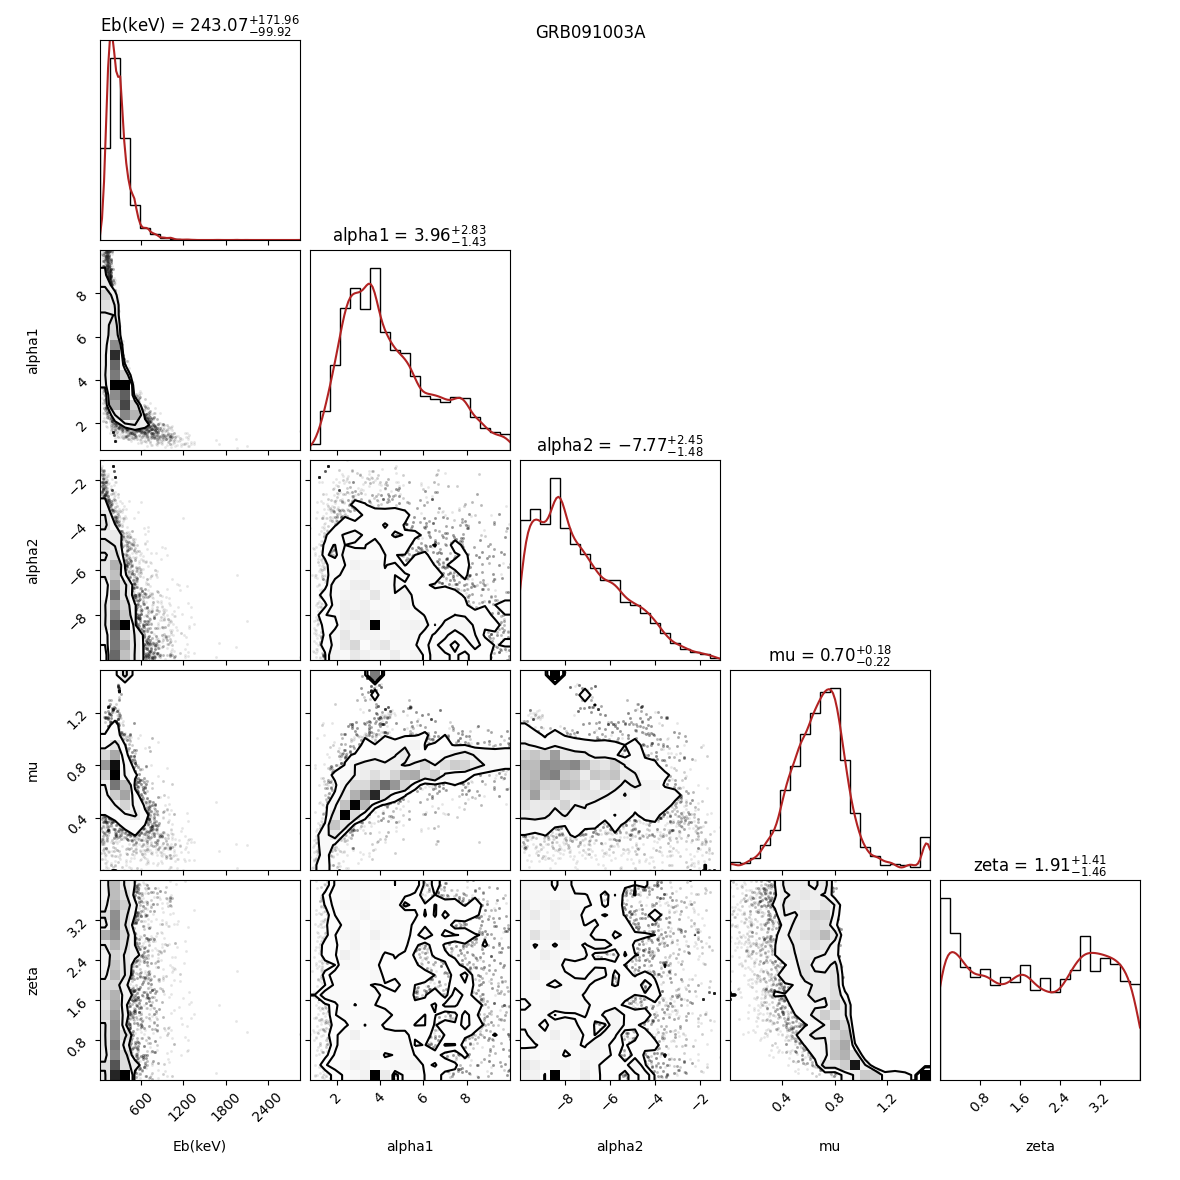 GRB091003A
Eb(keV) = 243.07+171.96−99.92
alpha1 = 3.96+2.83−1.43
8
6
4
2
alpha1
alpha2 = −7.77+2.45−1.48
−2
−4
−6
−8
alpha2
mu = 0.70+0.18−0.22
1.2
0.8
0.4
mu
zeta = 1.91+1.41−1.46
3.2
2.4
1.6
0.8
zeta
600 1200 1800 2400 2 4 6 8 −8 −6 −4 −2 0.4 0.8 1.2 0.8 1.6 2.4 3.2
Eb(keV) alpha1 alpha2 mu zeta